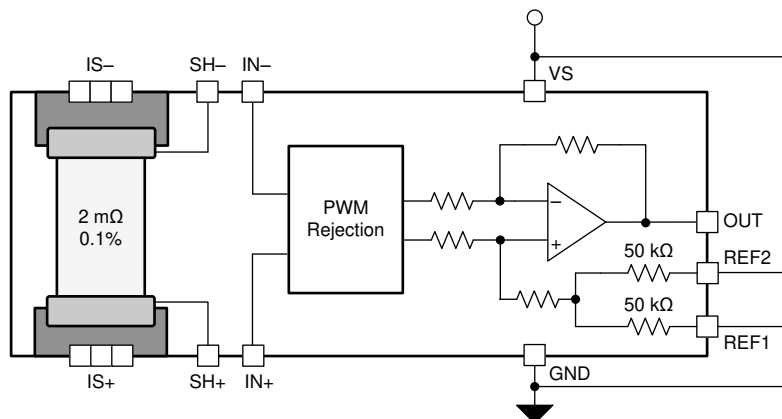 IS–
SH–
IN–
VS
2 mΩ
0.1%
PWM
Rejection
–
+
OUT
50 kΩ
REF2
50 kΩ
REF1
GND
IS+
SH+
IN+